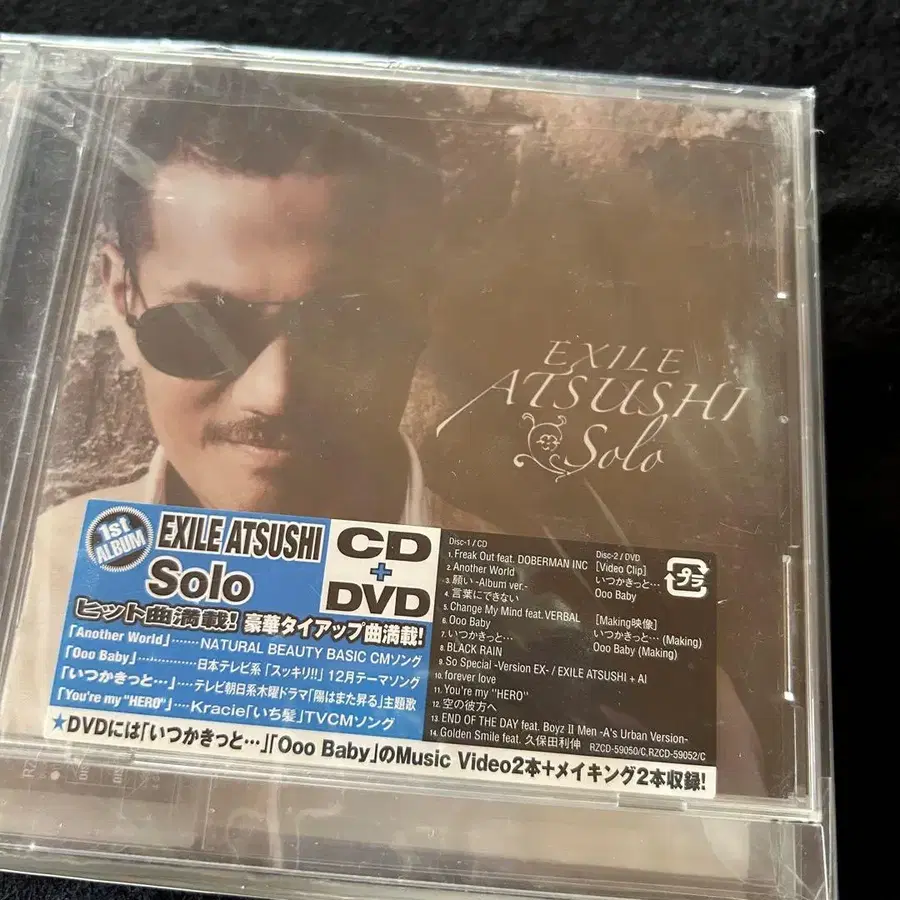 EXILE
ATSUSHI
Solo
1st
ALBUM
EXILE ATSUSHI
Solo
CD
+
DVD
ヒット曲満載! 豪華タイアップ曲満載!
「Another World」……NATURAL BEAUTY BASIC CMソング
「Ooo Baby」…………日本テレビ系「スッキリ!!」12月テーマソング
「いつかきっと…」…テレビ朝日系木曜ドラマ「陽はまた昇る」主題歌
「You're my "HERO"」…Kracie「いち髪」TVCMソング
★DVDには「いつかきっと…」「Ooo Baby」のMusic Video2本+メイキング2本収録!
Disc-1 / CD
1. Freak Out feat. DOBERMAN INC
2. Another World
3. 願い -Album ver.-
4. 言葉にできない
5. Change My Mind feat.VERBAL
6. Ooo Baby
7. いつかきっと…
8. BLACK RAIN
9. So Special -Version EX- / EXILE ATSUSHI + AI
10. forever love
11. You're my "HERO"
12. 空の彼方へ
13. END OF THE DAY feat. Boyz II Men -A's Urban Version-
14. Golden Smile feat. 久保田利伸
Disc-2 / DVD
[Video Clip]
いつかきっと…
Ooo Baby
[Making映像]
いつかきっと… (Making)
Ooo Baby (Making)
プラ
RZCD-59050/C,RZCD-59052/C